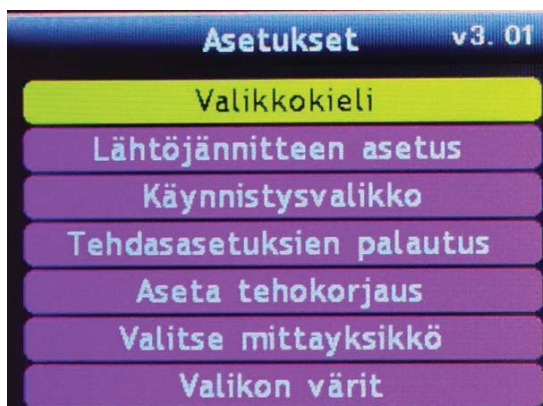 Asetukset v3. 01
Valikkokieli
Lähtöjännitteen asetus
Käynnistysvalikko
Tehdasasetuksien palautus
Aseta tehokorjaus
Valitse mittayksikkö
Valikon värit